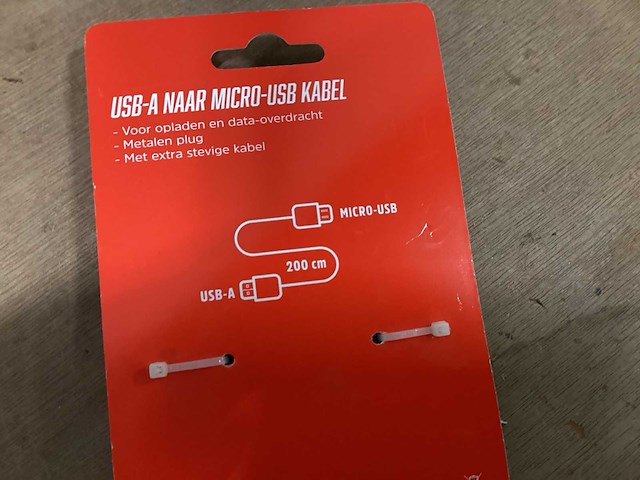 USB-A NAAR MICRO-USB KABEL
- Voor opladen en data-overdracht
- Metalen plug
- Met extra stevige kabel
MICRO-USB
200 cm
USB-A